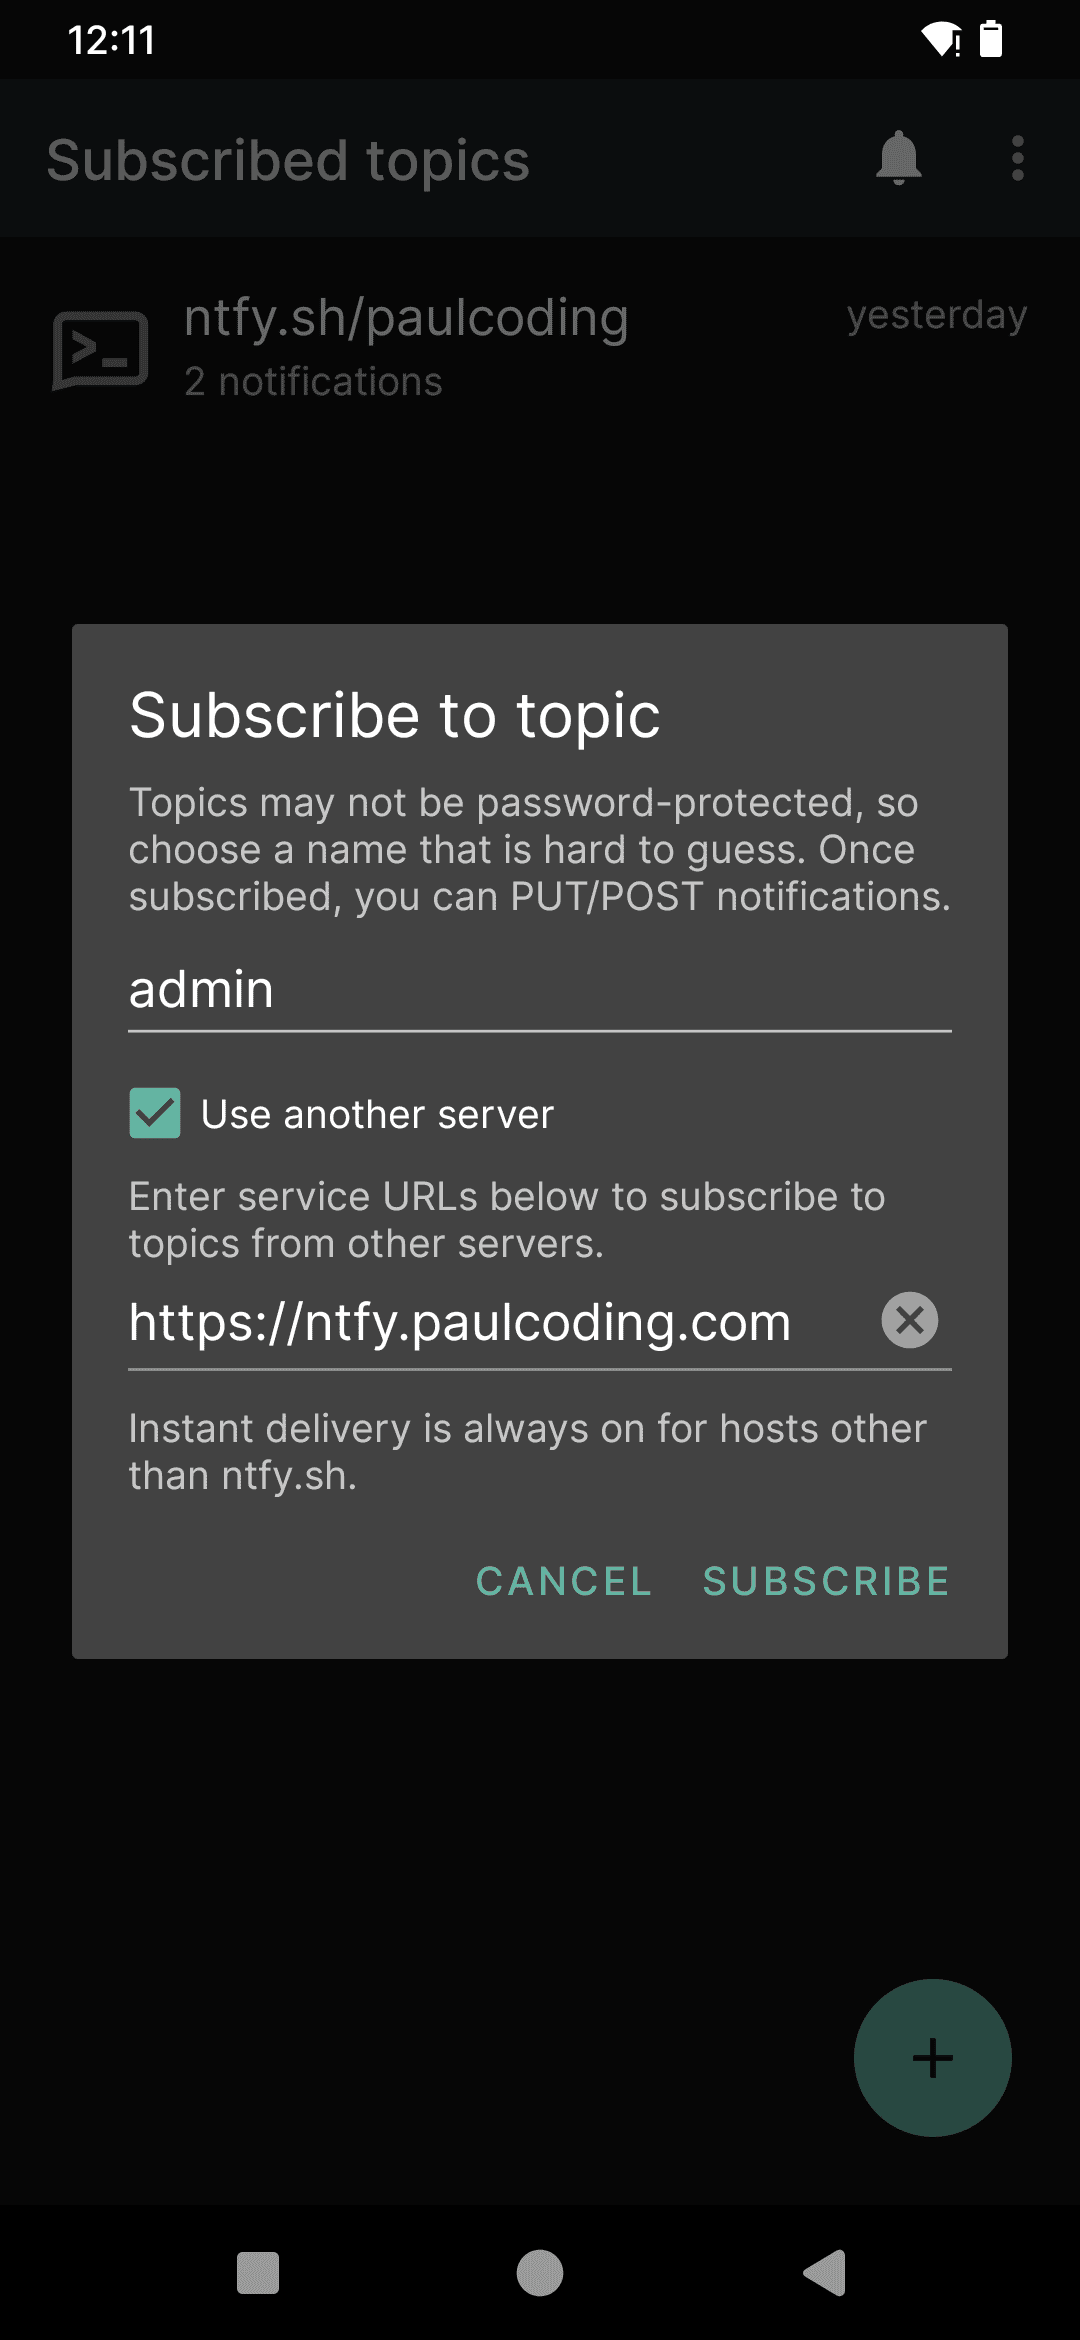 12:11
Subscribed topics
ntfy.sh/paulcoding
yesterday
2 notifications
Subscribe to topic
Topics may not be password-protected, so
choose a name that is hard to guess. Once
subscribed, you can PUT/POST notifications.
admin
Use another server
Enter service URLs below to subscribe to
topics from other servers.
https://ntfy.paulcoding.com
Instant delivery is always on for hosts other
than ntfy.sh.
CANCEL SUBSCRIBE